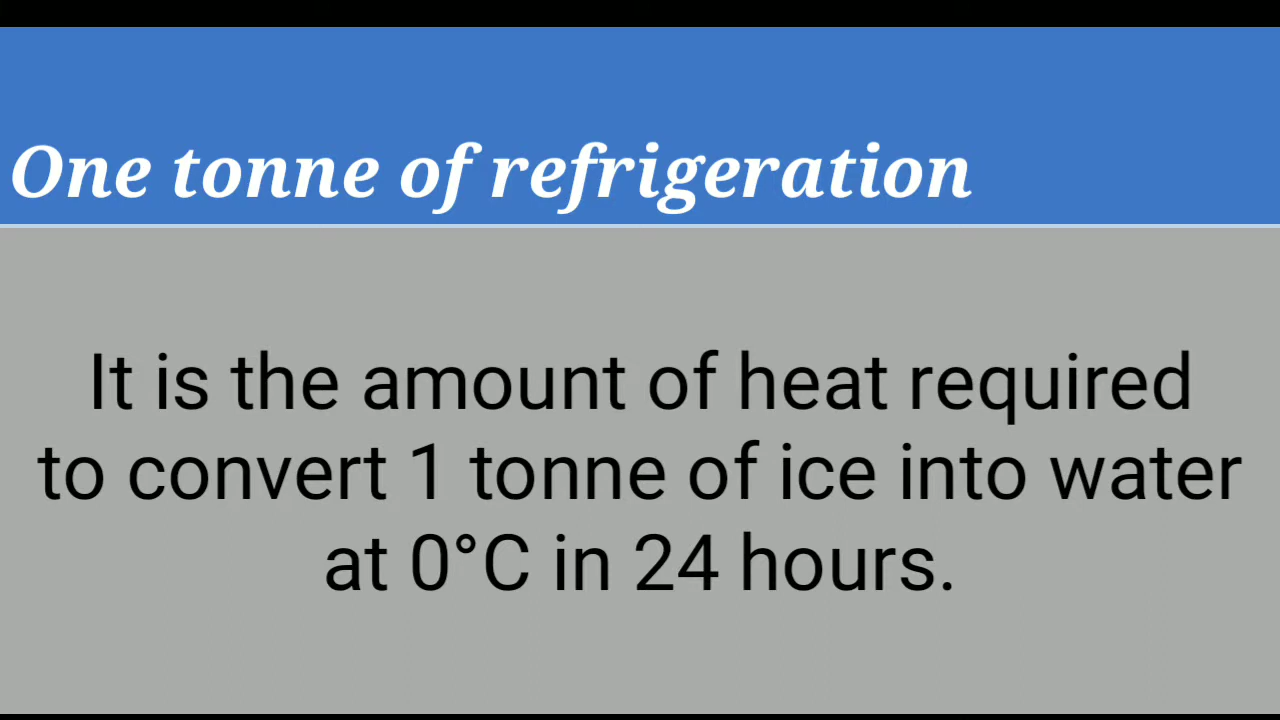 One tonne of refrigeration
It is the amount of heat required
to convert 1 tonne of ice into water
at 0°C in 24 hours.